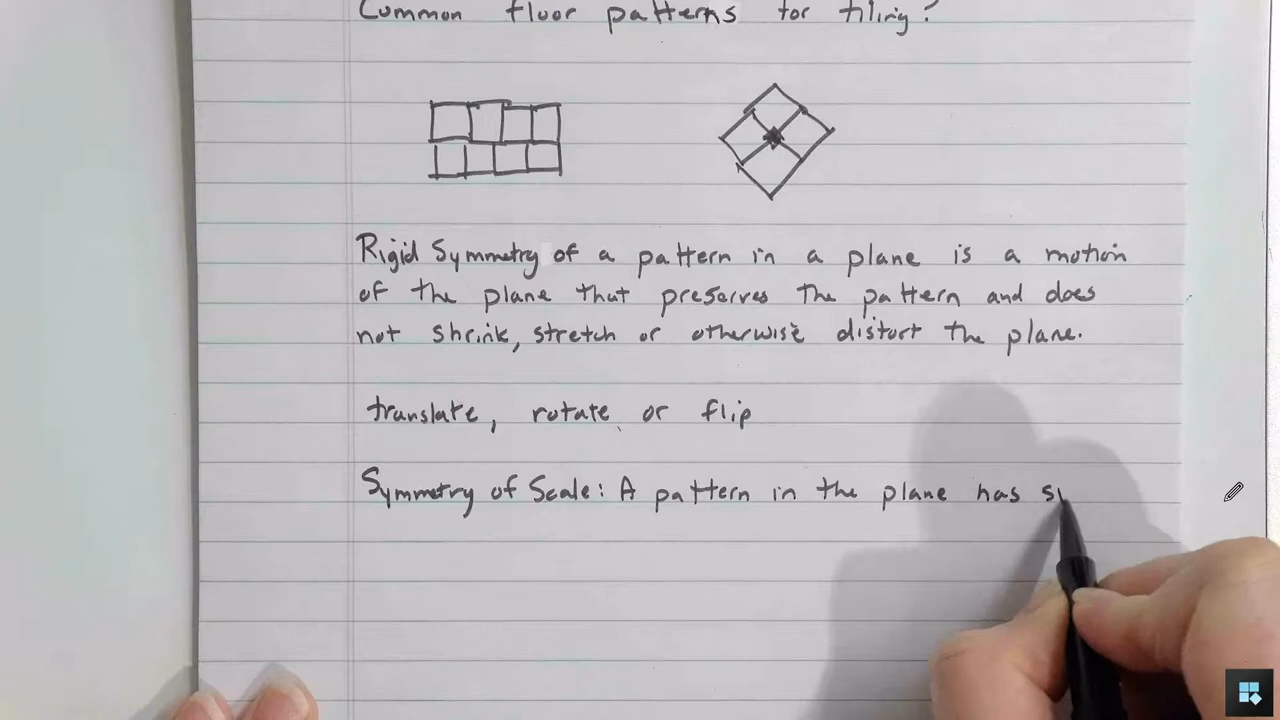 Common floor patterns for tiling?
Rigid Symmetry of a pattern in a plane is a motion
of the plane that preserves the pattern and does
not shrink, stretch or otherwise distort the plane.
translate, rotate or flip
Symmetry of Scale: A pattern in the plane has